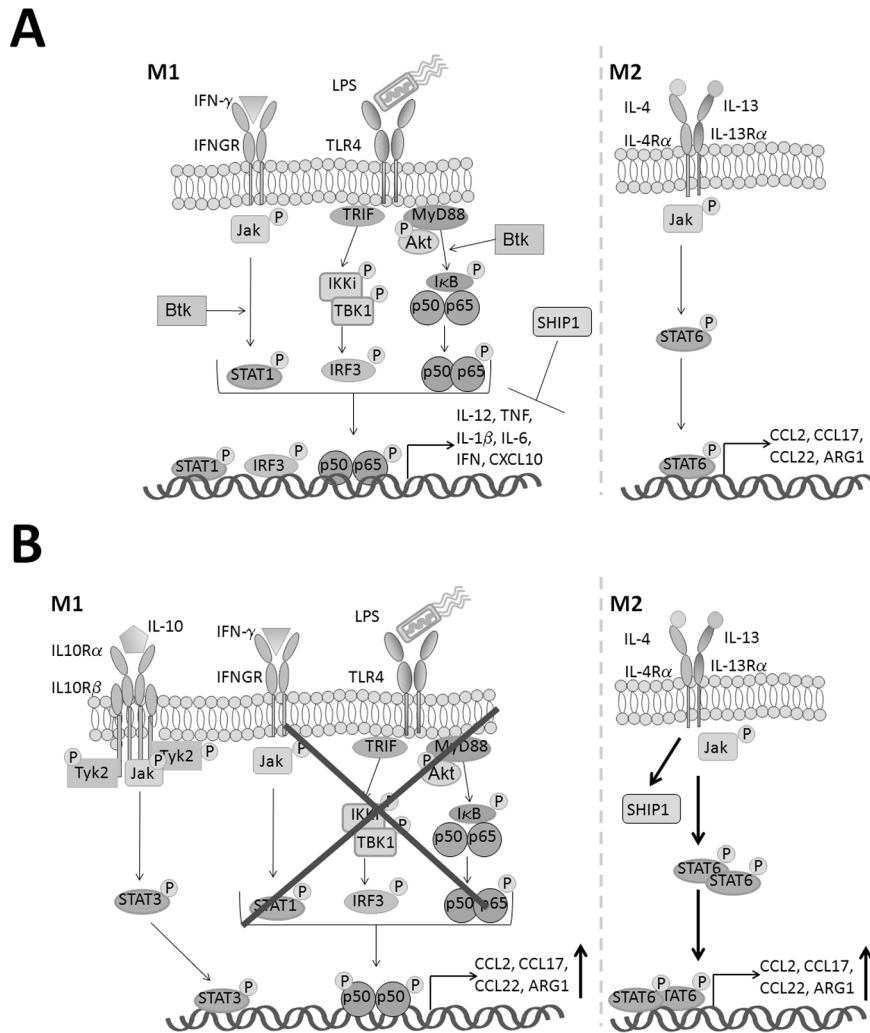 A
M1
IFN-γ
LPS
IFNGR
TLR4
Jak
P
TRIF
MyD88
P
Akt
Btk
IKKi
P
TBK1
P
IκB
P
p50
p65
Btk
SHIP1
STAT1
P
IRF3
P
p50
p65
P
IL-12, TNF,
IL-1β, IL-6,
IFN, CXCL10
STAT1
P
IRF3
P
p50
p65
P
M2
IL-4
IL-13
IL-4Rα
IL-13Rα
Jak
P
STAT6
P
STAT6
P
CCL2, CCL17,
CCL22, ARG1
B
M1
IL-10
IL10Rα
IL10Rβ
IFN-γ
IFNGR
LPS
TLR4
P
Tyk2
Jak
P
Tyk2
P
Jak
P
TRIF
MyD88
P
Akt
IKKi
P
TBK1
P
IκB
P
p50
p65
STAT3
P
STAT1
P
IRF3
P
p50
p65
P
STAT3
P
P
p50
p50
P
CCL2, CCL17,
CCL22, ARG1
M2
IL-4
IL-13
IL-4Rα
IL-13Rα
Jak
P
SHIP1
STAT6
P
STAT6
P
STAT6
P
TAT6
P
CCL2, CCL17,
CCL22, ARG1